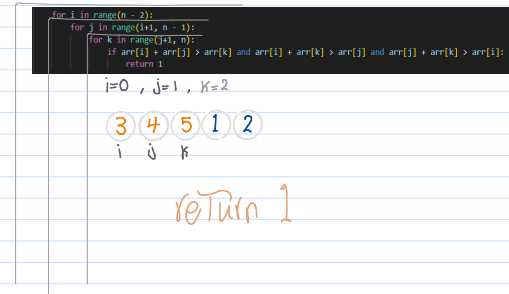 for i in range(n - 2):
for j in range(i+1, n - 1):
for k in range(j+1, n):
if arr[i] + arr[j] > arr[k] and arr[i] + arr[k] > arr[j] and arr[j] + arr[k] > arr[i]:
return 1
i=0 , j=1 , k=2
3 4 5 1 2
i j k
return 1